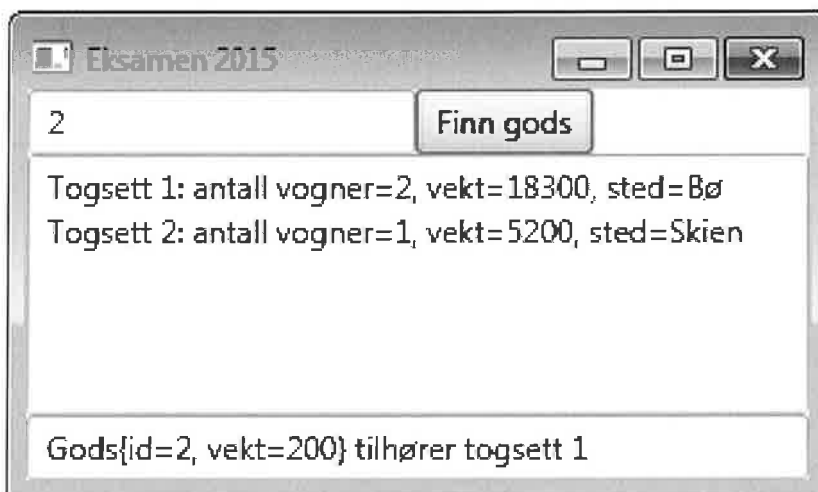 Eksamen 2015
2 Finn gods
Togsett 1: antall vogner=2, vekt=18300, sted=Bø
Togsett 2: antall vogner=1, vekt=5200, sted=Skien
Gods{id=2, vekt=200} tilhører togsett 1